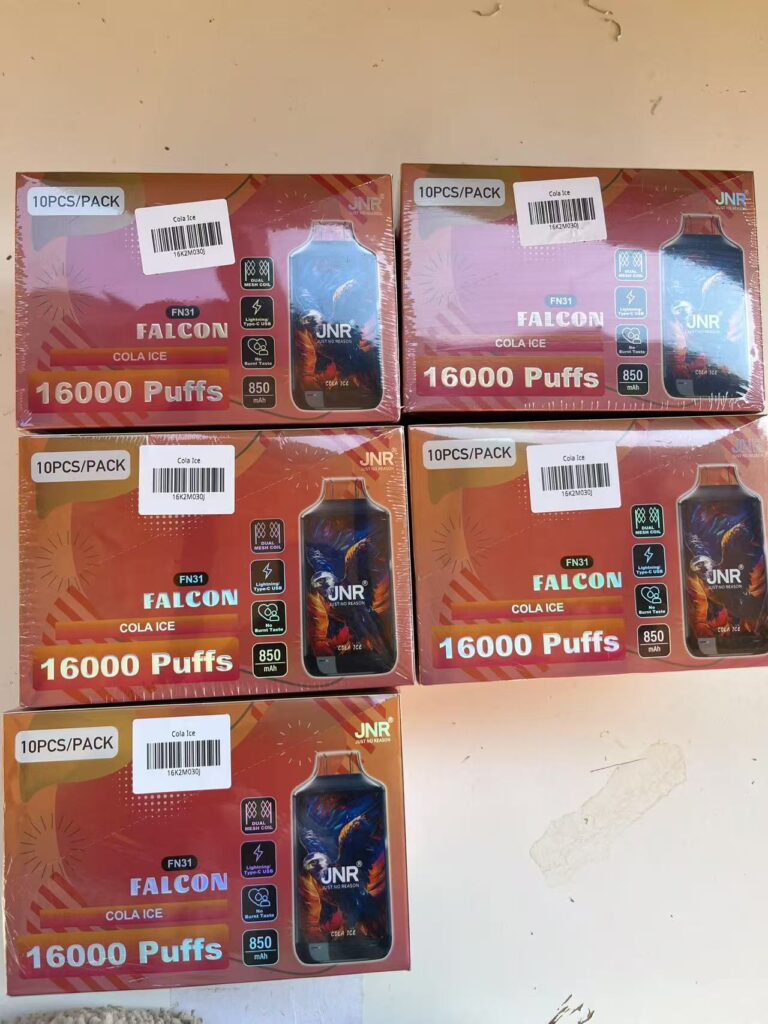 10PCS/PACK
Cola Ice
16K2M030J
JNR®
JUST NO REASON
DUAL
MESH COIL
Lightning/
Type-C USB
No
Burnt Taste
850
mAh
FN31
FALCON
COLA ICE
16000 Puffs
JNR®
JUST NO REASON
COLA ICE
10PCS/PACK
Cola Ice
16K2M030J
JNR®
JUST NO REASON
DUAL
MESH COIL
Lightning/
Type-C USB
No
Burnt Taste
850
mAh
FN31
FALCON
COLA ICE
16000 Puffs
JNR®
JUST NO REASON
COLA ICE
10PCS/PACK
Cola Ice
16K2M030J
JNR®
JUST NO REASON
DUAL
MESH COIL
Lightning/
Type-C USB
No
Burnt Taste
850
mAh
FN31
FALCON
COLA ICE
16000 Puffs
JNR®
JUST NO REASON
COLA ICE
10PCS/PACK
Cola Ice
16K2M030J
JNR
JUST NO REASON
DUAL
MESH COIL
Lightning/
Type-C USB
No
Burnt Taste
850
mAh
FN31
FALCON
COLA ICE
16000 Puffs
JNR®
JUST NO REASON
COLA ICE
10PCS/PACK
Cola Ice
16K2M030J
JNR®
JUST NO REASON
DUAL
MESH COIL
Lightning/
Type-C USB
No
Burnt Taste
850
mAh
FN31
FALCON
COLA ICE
16000 Puffs
JNR®
JUST NO REASON
COLA ICE